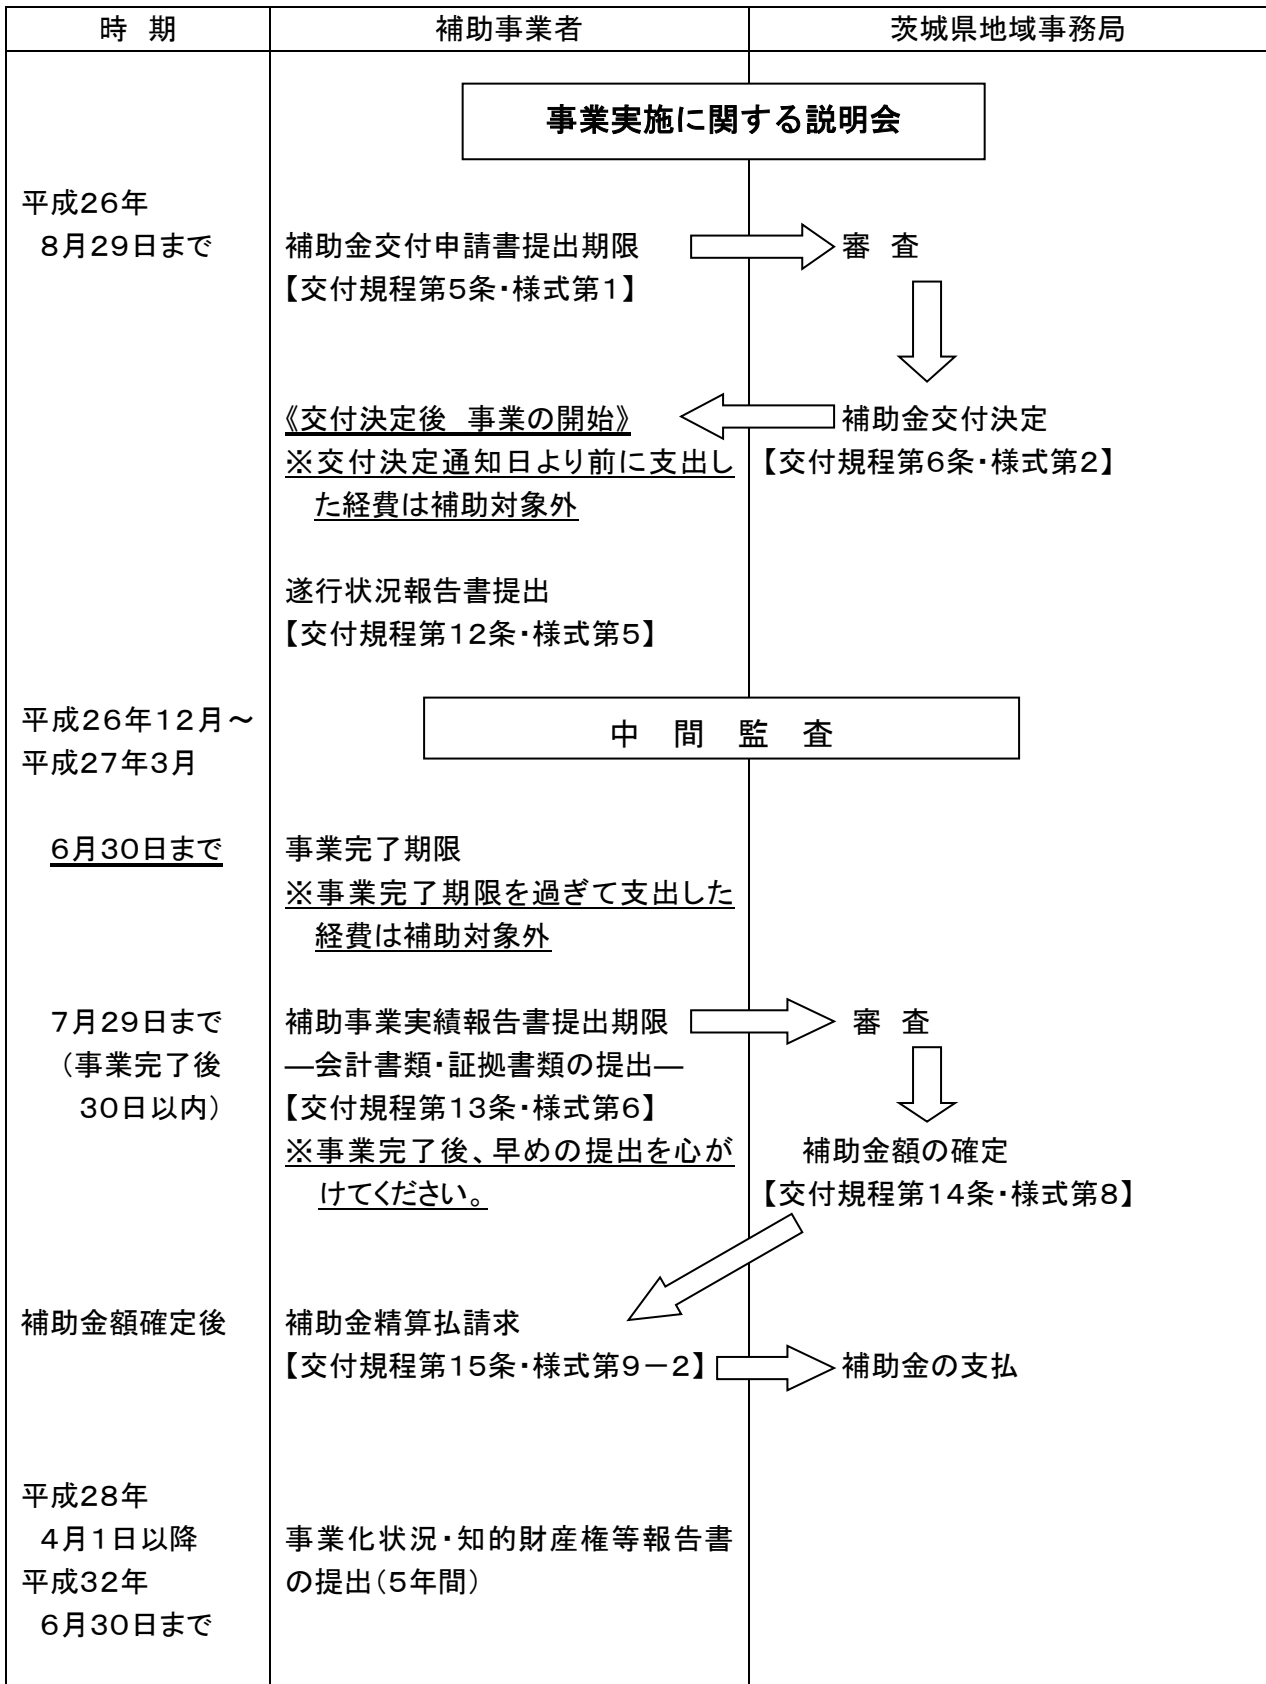 時　期　補助事業者　茨城県地域事務局
事業実施に関する説明会
平成２６年
８月２９日まで　補助金交付申請書提出期限　審　査
【交付規程第５条・様式第１】
《交付決定後　事業の開始》　補助金交付決定
※交付決定通知日より前に支出し　【交付規程第６条・様式第２】
た経費は補助対象外
遂行状況報告書提出
【交付規程第１２条・様式第５】
平成２６年１２月～　中　間　監　査
平成２７年３月
６月３０日まで　事業完了期限
※事業完了期限を過ぎて支出した
経費は補助対象外
７月２９日まで　補助事業実績報告書提出期限　審　査
（事業完了後　―会計書類・証拠書類の提出―
３０日以内）　【交付規程第１３条・様式第６】
※事業完了後、早めの提出を心が　補助金額の確定
けてください。　【交付規程第１４条・様式第８】
補助金額確定後　補助金精算払請求
【交付規程第１５条・様式第９－２】　補助金の支払
平成２８年
４月１日以降　事業化状況・知的財産権等報告書
平成３２年　の提出（５年間）
６月３０日まで